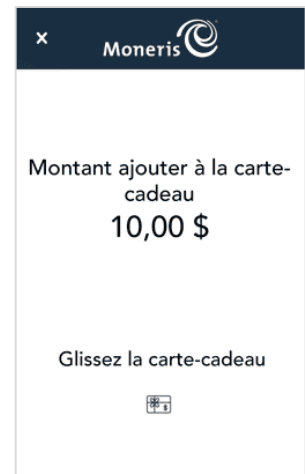 ×
Moneris
Montant ajouter à la carte-
cadeau
10,00 $
Glissez la carte-cadeau